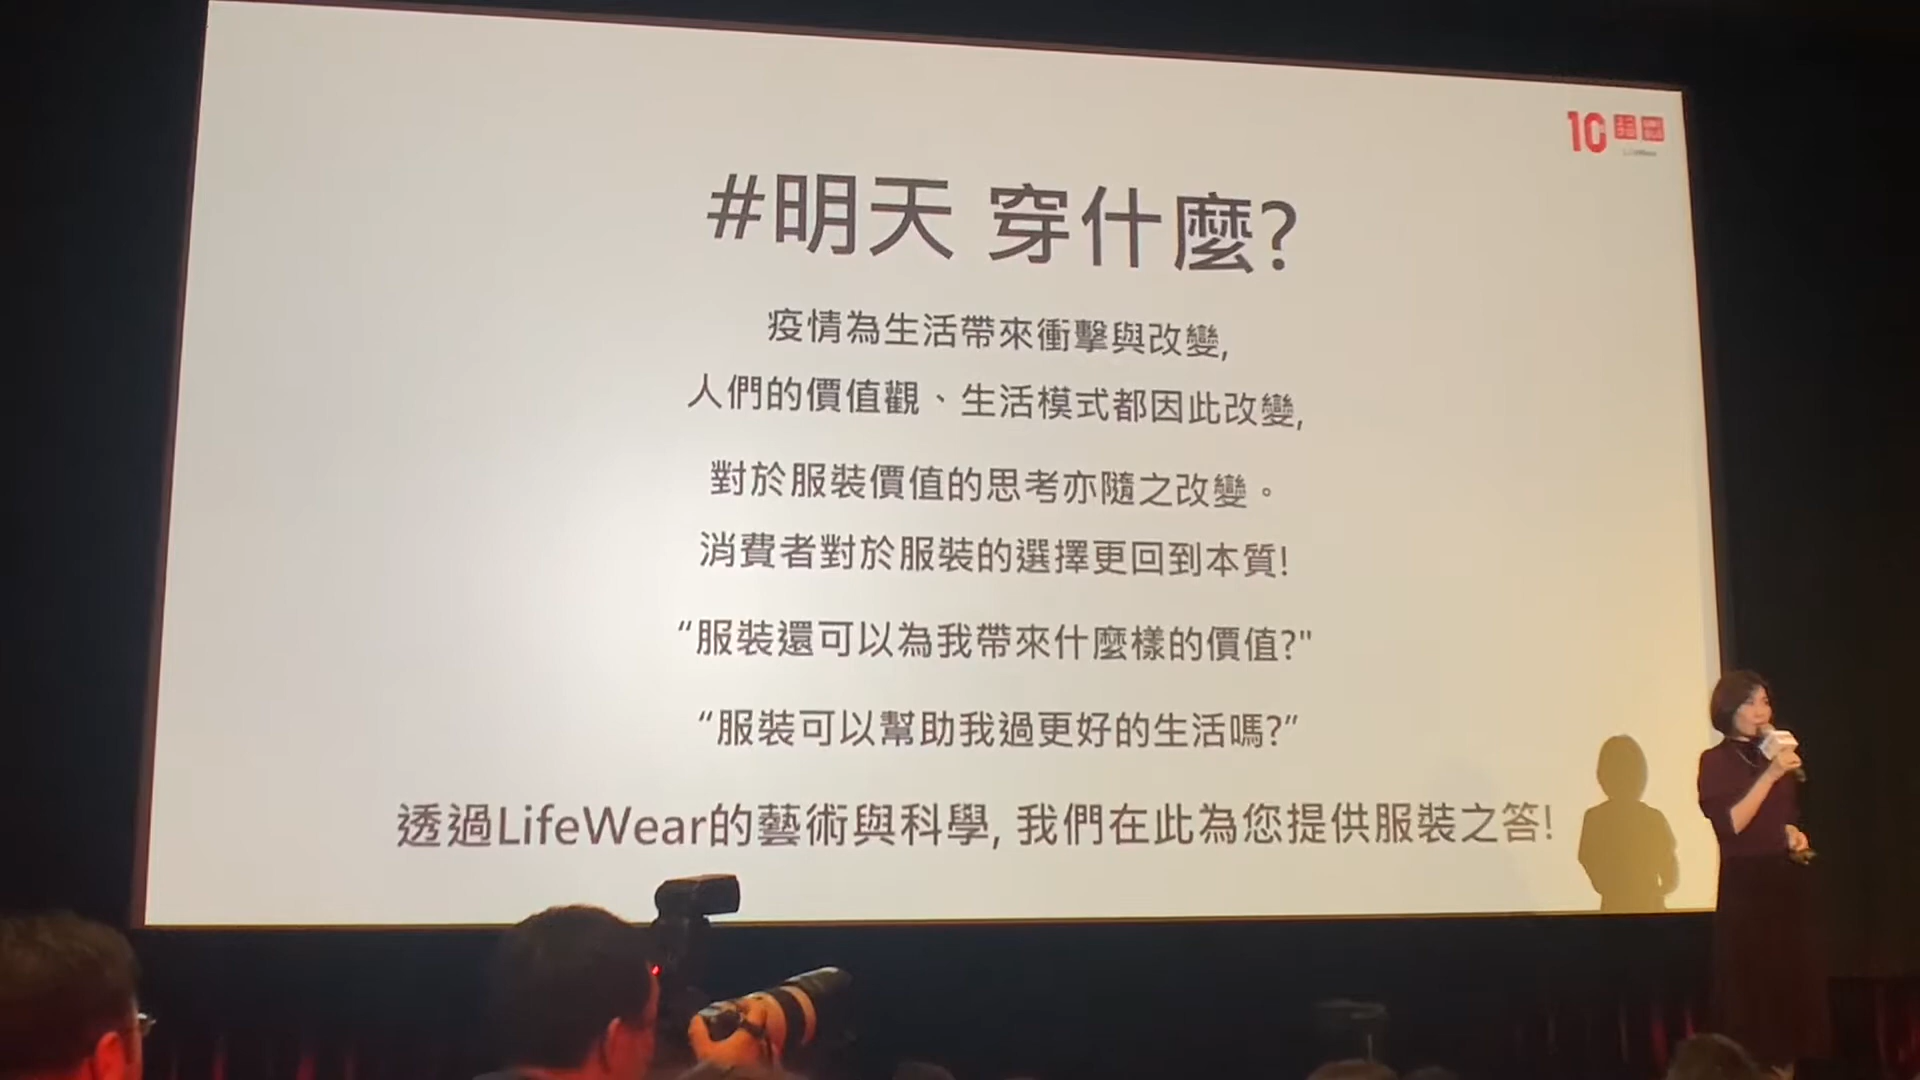 10
#明天 穿什麼?
疫情為生活帶來衝擊與改變,
人們的價值觀、生活模式都因此改變,
對於服裝價值的思考亦隨之改變。
消費者對於服裝的選擇更回到本質!
“服裝還可以為我帶來什麼樣的價值?"
“服裝可以幫助我過更好的生活嗎?”
透過LifeWear的藝術與科學, 我們在此為您提供服裝之答!